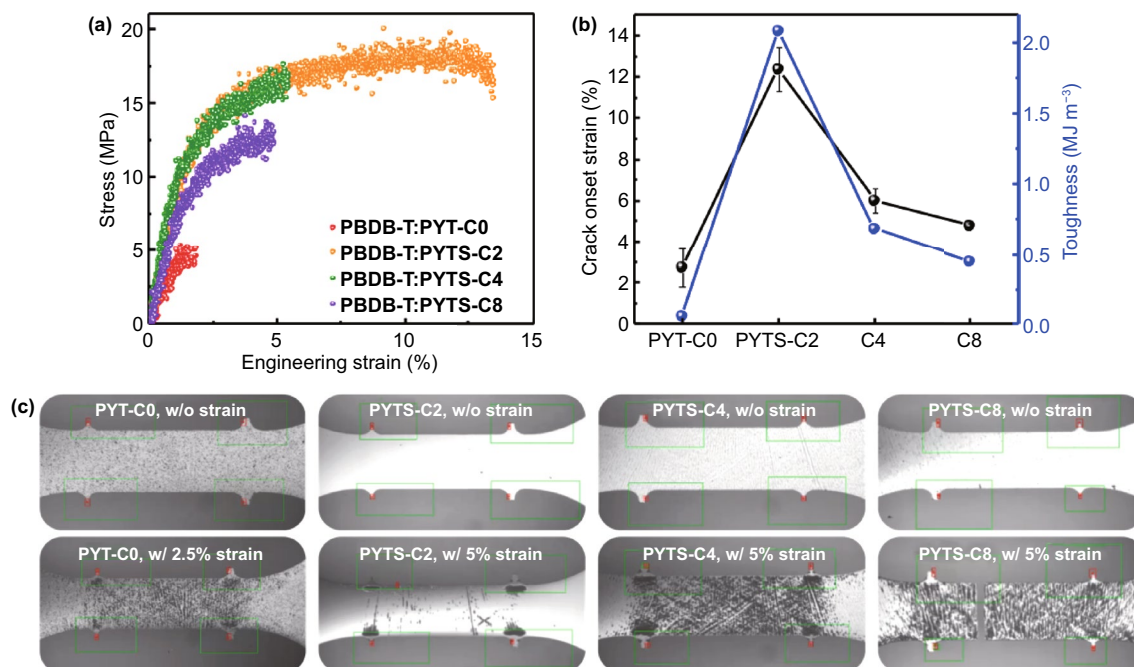 (a)
20
15
10
5
0
Stress (MPa)
PBDB-T:PYT-C0
PBDB-T:PYTS-C2
PBDB-T:PYTS-C4
PBDB-T:PYTS-C8
0 5 10 15
Engineering strain (%)
(b)
14
12
10
8
6
4
2
0
Crack onset strain (%)
2.0
1.5
1.0
0.5
0.0
Toughness (MJ m⁻³)
PYT-C0 PYTS-C2 C4 C8
(c)
PYT-C0, w/o strain
PYTS-C2, w/o strain
PYTS-C4, w/o strain
PYTS-C8, w/o strain
PYT-C0, w/ 2.5% strain
PYTS-C2, w/ 5% strain
PYTS-C4, w/ 5% strain
PYTS-C8, w/ 5% strain